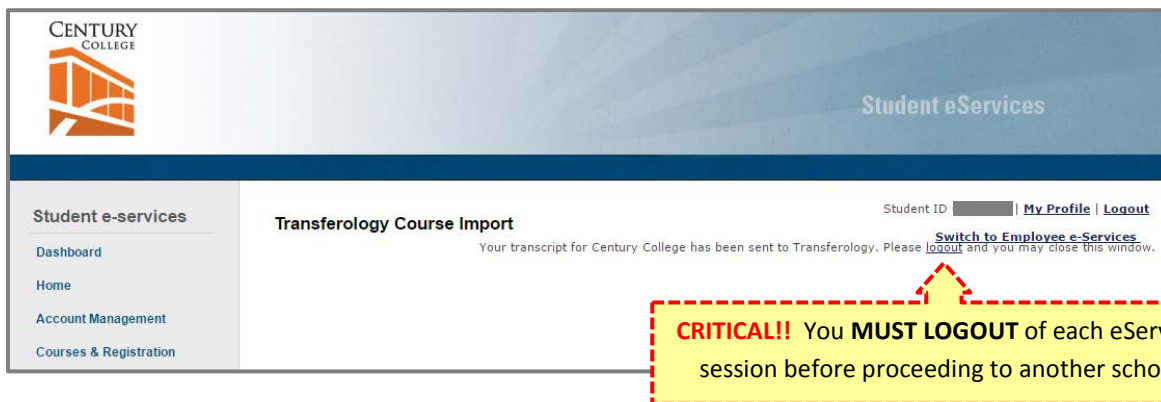 CENTURY
COLLEGE
Student eServices
Student e-services
Dashboard
Home
Account Management
Courses & Registration
Student ID | My Profile | Logout
Transferology Course Import
Switch to Employee e-Services
Your transcript for Century College has been sent to Transferology. Please logout and you may close this window.
CRITICAL!! You MUST LOGOUT of each eServ
session before proceeding to another scho